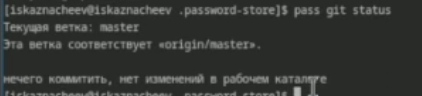 [iskaznacheev@iskaznacheev .password-store]$ pass git status
Текущая ветка: master
Эта ветка соответствует «origin/master».
нечего коммитить, нет изменений в рабочем каталоге
[iskaznacheev@iskaznacheev .password-store]$